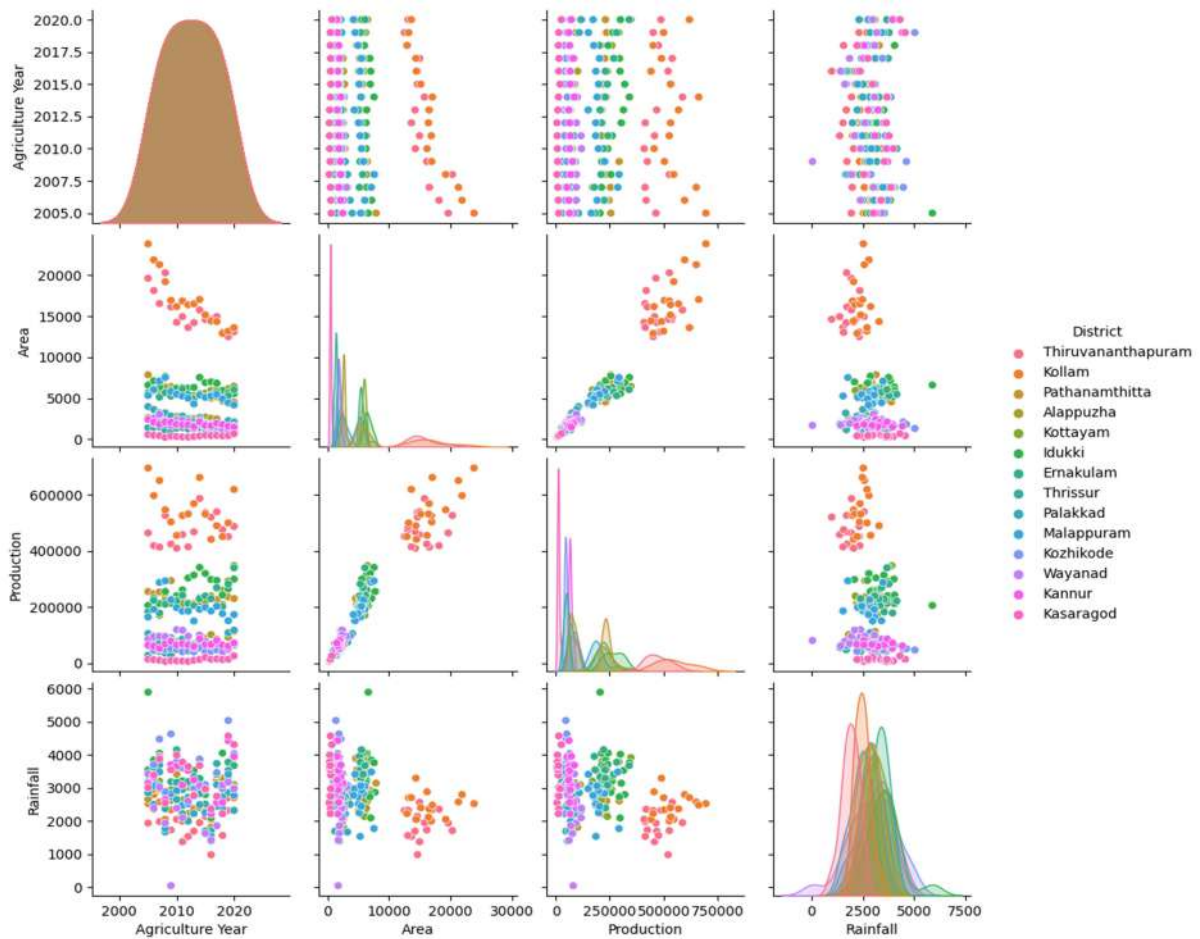 2020.0
2017.5
2015.0
2012.5
2010.0
2007.5
2005.0
Agriculture Year
20000
15000
10000
5000
0
Area
600000
400000
200000
0
Production
6000
5000
4000
3000
2000
1000
0
Rainfall
2000 2010 2020
Agriculture Year
0 10000 20000 30000
Area
0 250000 500000 750000
Production
0 2500 5000 7500
Rainfall
District
Thiruvananthapuram
Kollam
Pathanamthitta
Alappuzha
Kottayam
Idukki
Ernakulam
Thrissur
Palakkad
Malappuram
Kozhikode
Wayanad
Kannur
Kasaragod